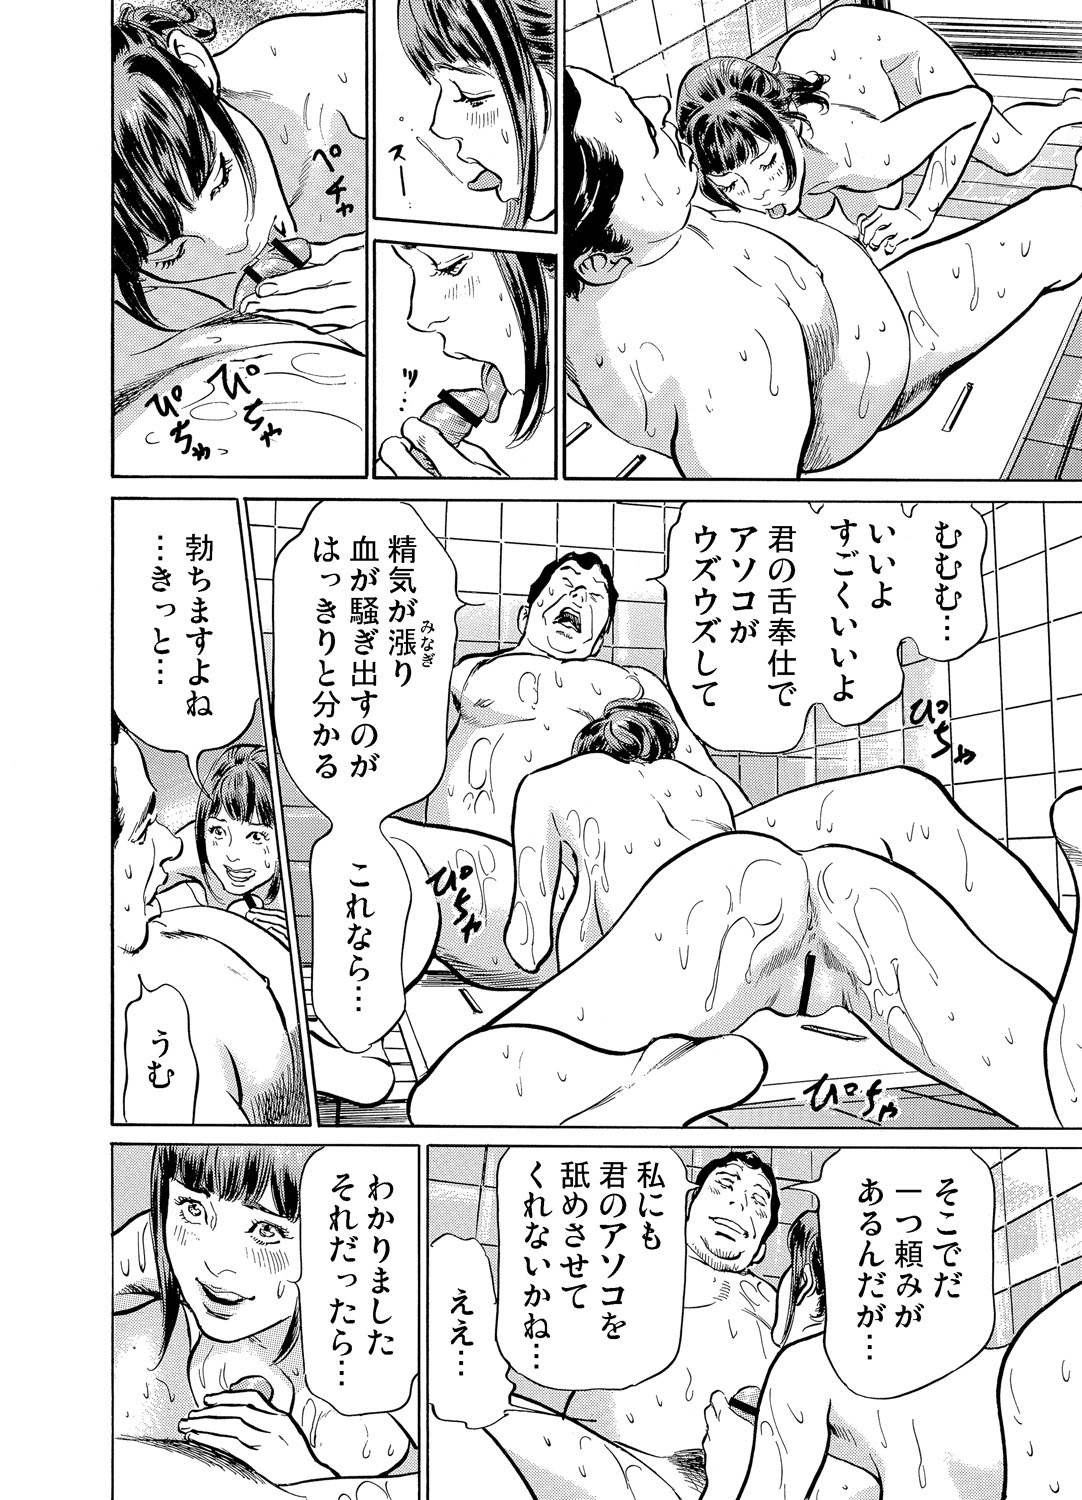 スーー
ッ…
ペチャ
ぴちゃ
ぴちゃ
むむむ…
いいよ
すごくいいよ
君の舌奉仕で
アソコが
ウズウズして
ぴちゃ
精気が漲り
みなぎ
血が騒ぎ出すのが
はっきりと分かる
これなら…
ぴちゃ
ぴちゃ
勃ちますよね
…きっと…
うむ
そこでだ
一つ頼みが
あるんだが…
私にも
君のアソコを
舐めさせて
くれないかね…
ええ…
わかりました
それだったら…